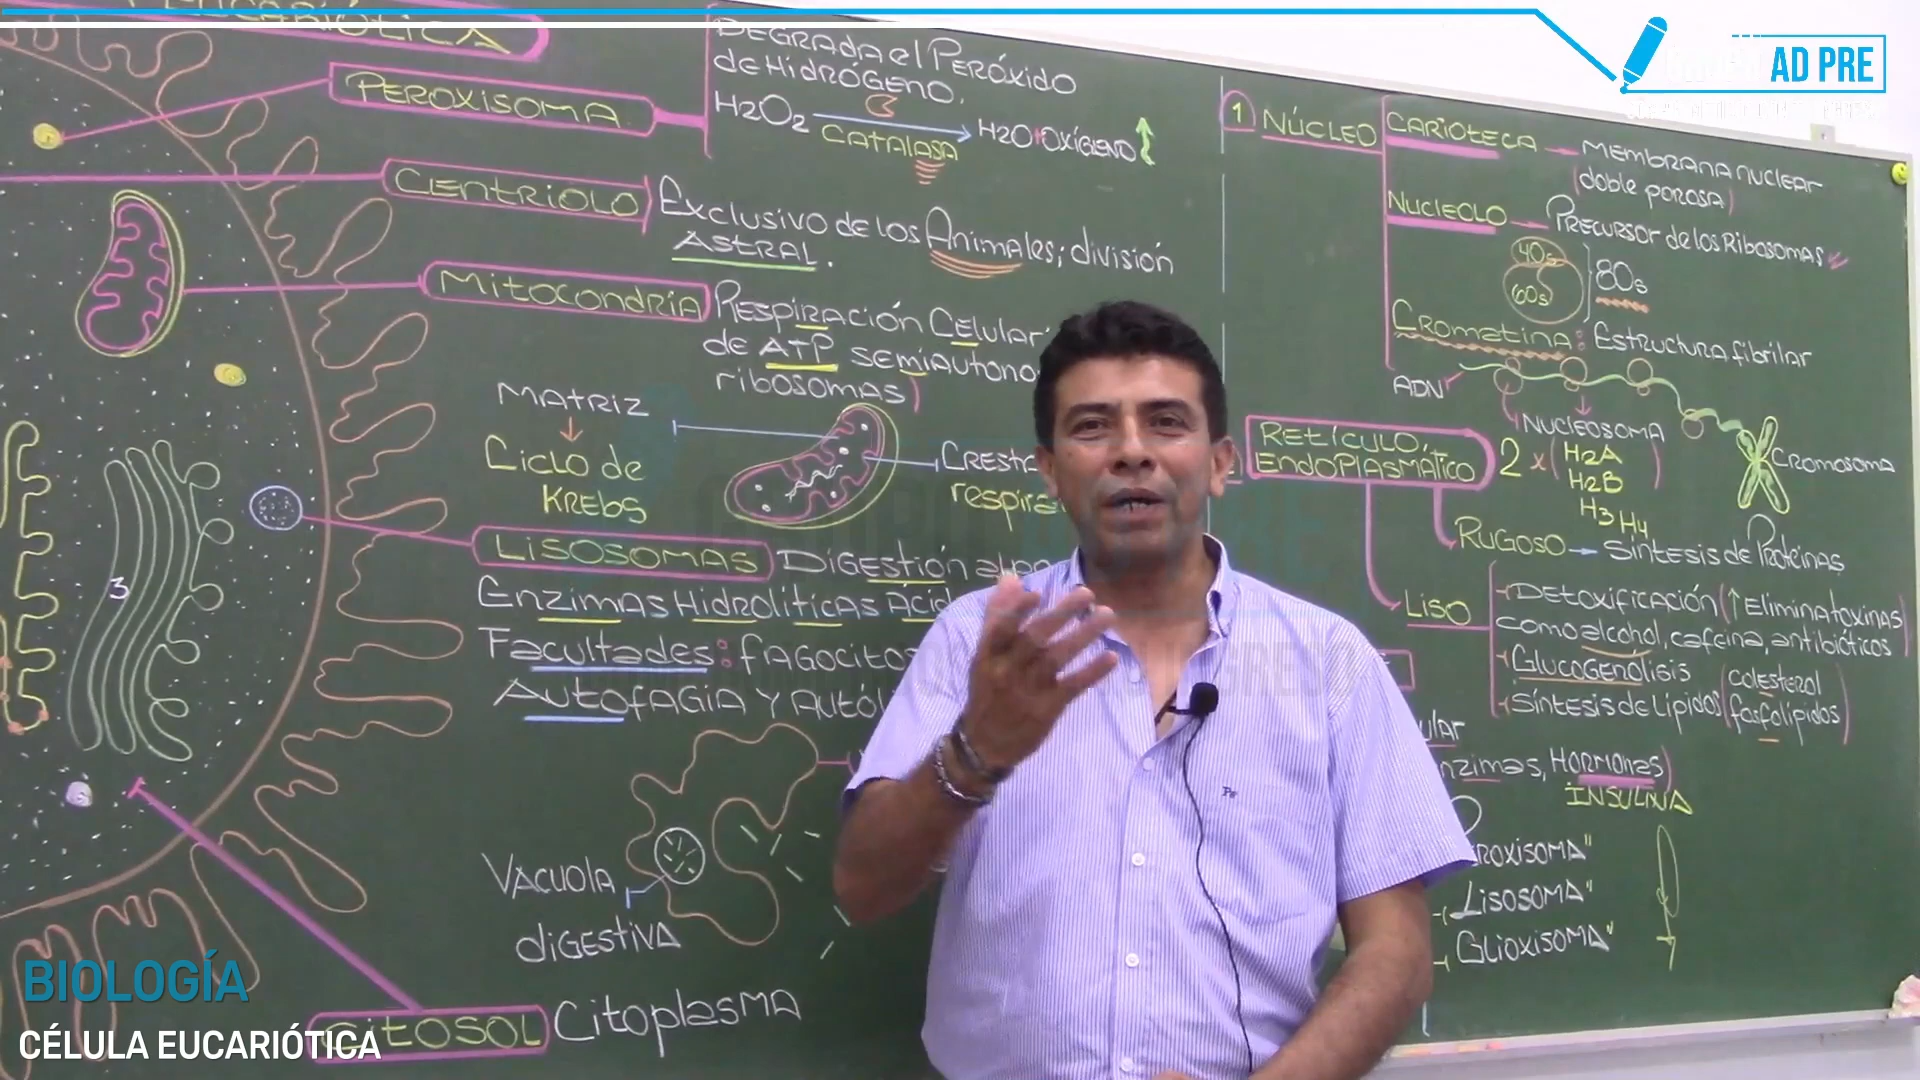 EUCARIÓTICA
PEROXISOMA
DEGRADA el PERÓXIDO
de HIDRÓGENO.
H2O2
CATALASA
H2O+OXÍGENO
CENTRIOLO
Exclusivo de los Animales; división
ASTRAL.
MITOCONDRIA
RESPIRACIÓN CELULAR
de ATP SEMIAUTONO
RIBOSOMAS)
MATRIZ
CICLO de
KREBS
CRESTA
respira
3
LISOSOMAS
DIGESTIÓN
ENZIMAS HIDROLÍTICAS ÁCID
FACULTADES: FAGOCITOS
AUTOFAGIA Y AUTÓL
VACUOLA
DIGESTIVA
CITOSOL
CITOPLASMA
1 NÚCLEO
CARIOTECA
MEMBRANA NUCLEAR
(doble POROSA)
NUCLEOLO
PRECURSOR de los RIBOSOMAS
40s
60s
80s
CROMATINA: ESTRUCTURA fibrilar
ADN
NUCLEOSOMA
CROMOSOMA
RETÍCULO
ENDOPLASMÁTICO
2 x (H2A
H2B
H3 H4
RUGOSO
SÍNTESIS de PROTEÍNAS
LISO
DETOXIFICACIÓN (↑ELIMINA TOXINAS)
COMO alcohol, cafeína, antibióticos
GLUCOGENÓLISIS
SÍNTESIS de LÍPIDOS (COLESTEROL
fosfolípidos)
ULAR
NZIMAS, HORMONAS)
INSULINA
ROXISOMA"
LISOSOMA"
GLIOXISOMA"
GRUPO AD PRE
BIOLOGÍA
CÉLULA EUCARIÓTICA